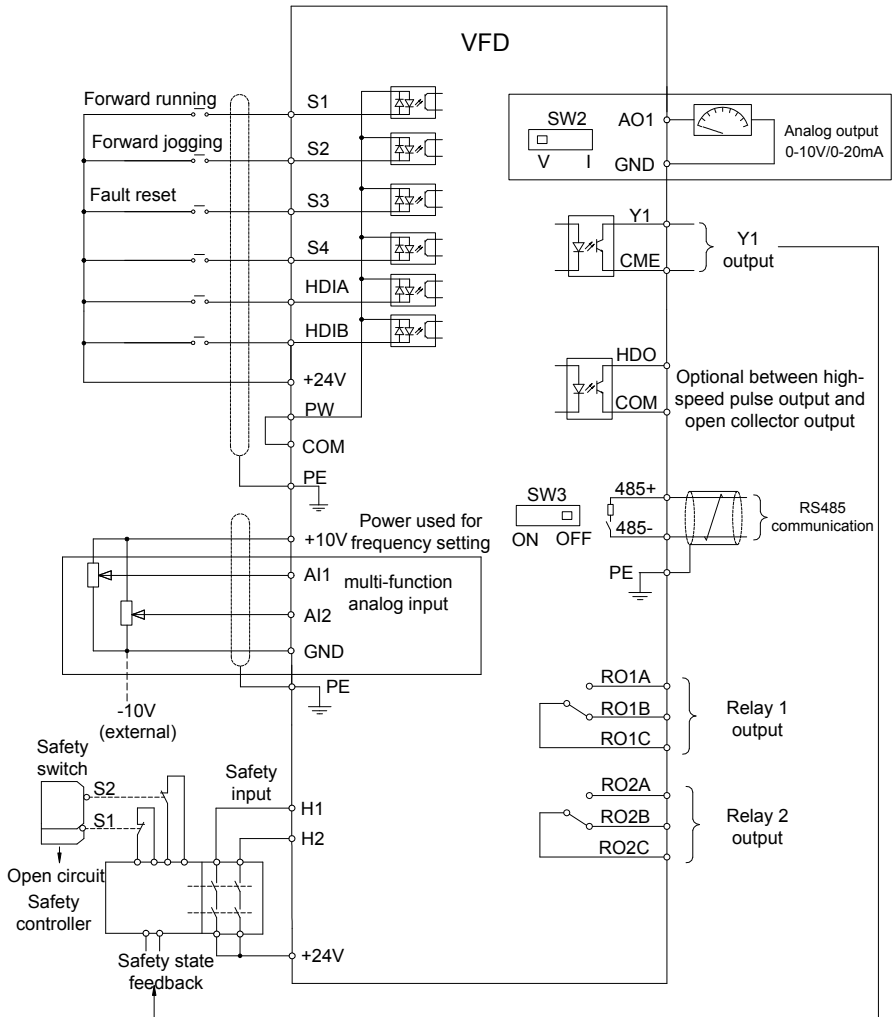 VFD
Forward running
S1
Forward jogging
S2
Fault reset
S3
S4
HDIA
HDIB
+24V
PW
COM
PE
SW2
V I
AO1
GND
Analog output
0-10V/0-20mA
Y1
CME
Y1
output
HDO
COM
Optional between high-
speed pulse output and
open collector output
SW3
ON OFF
485+
485-
RS485
communication
PE
+10V
Power used for
frequency setting
AI1
AI2
multi-function
analog input
GND
PE
-10V
(external)
RO1A
RO1B
RO1C
Relay 1
output
RO2A
RO2B
RO2C
Relay 2
output
Safety
switch
S2
S1
Open circuit
Safety
controller
Safety
input
H1
H2
+24V
Safety state
feedback